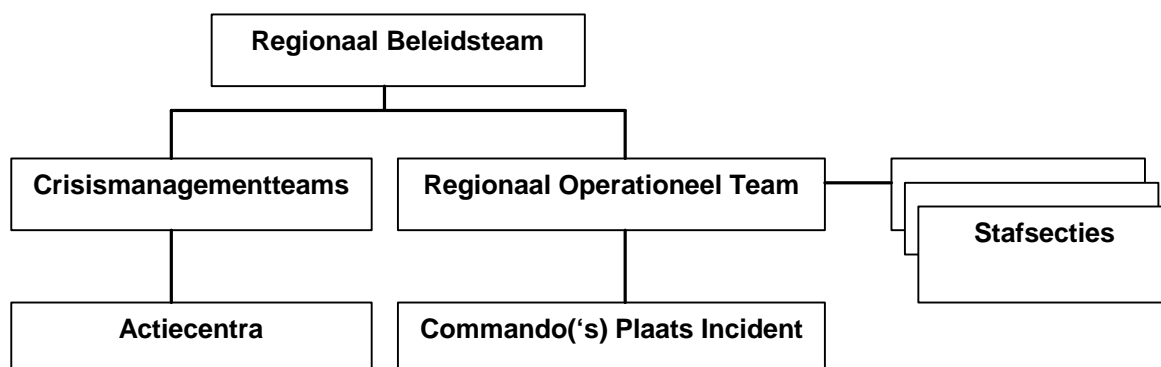 Regionaal Beleidsteam
Crisismanagementteams
Regionaal Operationeel Team
Stafsecties
Actiecentra
Commando(‘s) Plaats Incident